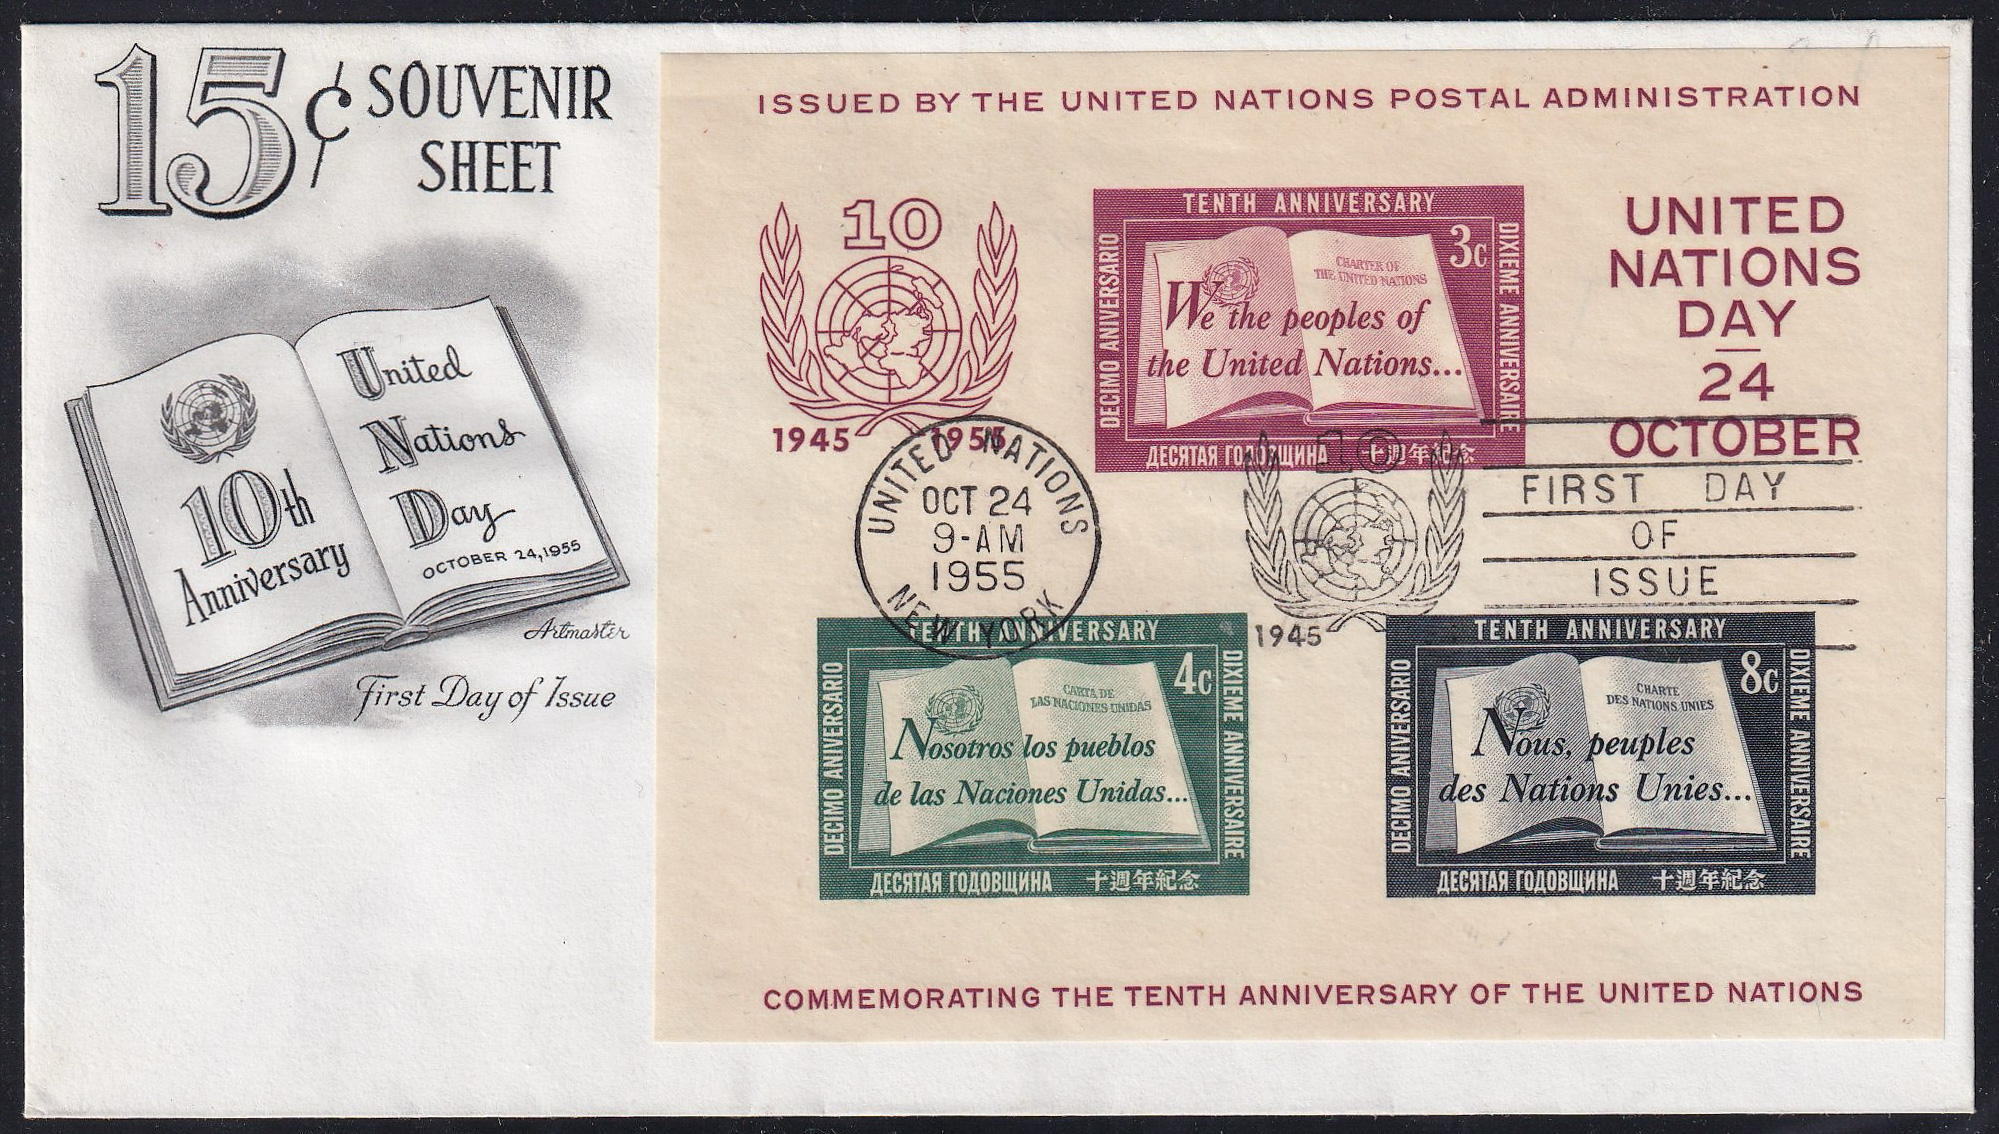 15¢ SOUVENIR
SHEET
10th
Anniversary
United
Nations
Day
OCTOBER 24, 1955
Artmaster
First Day of Issue
ISSUED BY THE UNITED NATIONS POSTAL ADMINISTRATION
10
1945 1955
TENTH ANNIVERSARY
DECIMO ANIVERSARIO
DIXIEME ANNIVERSAIRE
3c
CHARTER OF
THE UNITED NATIONS
We the peoples of
the United Nations...
ДЕСЯТАЯ ГОДОВЩИНА 十週年紀念
UNITED
NATIONS
DAY
24
OCTOBER
UNITED NATIONS
OCT 24
9-AM
1955
NEW YORK
10
1945
FIRST DAY
OF
ISSUE
TENTH ANNIVERSARY
DECIMO ANIVERSARIO
DIXIEME ANNIVERSAIRE
4c
CARTA DE
LAS NACIONES UNIDAS
Nosotros los pueblos
de las Naciones Unidas...
ДЕСЯТАЯ ГОДОВЩИНА 十週年紀念
TENTH ANNIVERSARY
DECIMO ANIVERSARIO
DIXIEME ANNIVERSAIRE
8c
CHARTE
DES NATIONS UNIES
Nous, peuples
des Nations Unies...
ДЕСЯТАЯ ГОДОВЩИНА 十週年紀念
COMMEMORATING THE TENTH ANNIVERSARY OF THE UNITED NATIONS